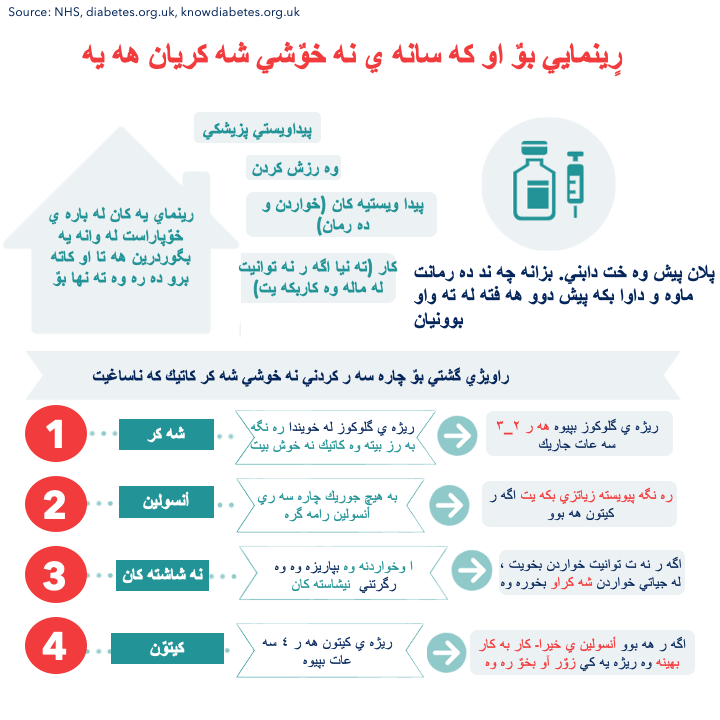 Source: NHS, diabetes.org.uk, knowdiabetes.org.uk
ڕينمايي بۆ او كه سانه ي نه خۆشي شه كريان هه يه
پيداويستي پزيشكي
وه رزش كردن
پيدا ويستيه كان (خواردن و
ده رمان)
كار (ته نيا اگه ر نه توانيت
له ماله وه كاربكه يت)
رينماي يه كان له باره ي
خۆپاراست له وانه يه
بگوردرين هه تا او كاته
برو ده ره وه ته نها بۆ
پلان پيش وه خت دابني. بزانه چه ند ده رمانت
ماوه و داوا بكه پيش دوو هه فته له ته واو
بوونيان
راويژي گشتي بۆ چاره سه ر كردني نه خوشي شه كر كاتيك كه ناساغيت
1
شه كر
ريژه ي گلوكوز له خويندا ره نگه
به رز بيته وه كاتيك نه خوش بيت
ريژه ي گلوكوز بپيوه هه ر ٢_٣
سه عات جاريك
2
أنسولين
به هيچ جوريك چاره سه ري
أنسولين رامه گره
ره نگه پيويسته زياتزي بكه يت اگه ر
كيتون هه بوو
3
نه شاشته كان
ا وخواردنه وه بپاريزه وه وه
رگرتني نيشاسته كان
اگه ر نه ت توانيت خواردن بخويت ،
له جياتي خواردن شه كراو بخوره وه
4
كيتۆن
ريژه ي كيتون هه ر ٤ سه
عات بپيوه
اگه ر هه بوو أنسولين ي خيرا- كار به كار
بهينه وه ريژه يه كي زۆر أو بخۆ ره وه